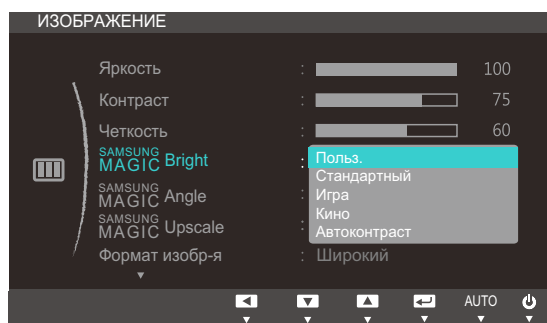 ИЗОБРАЖЕНИЕ
Яркость : 100
Контраст : 75
Четкость : 60
SAMSUNG MAGIC Bright :
Польз.
Стандартный
Игра
Кино
Автоконтраст
SAMSUNG MAGIC Angle :
SAMSUNG MAGIC Upscale :
Формат изобр-я : Широкий
AUTO